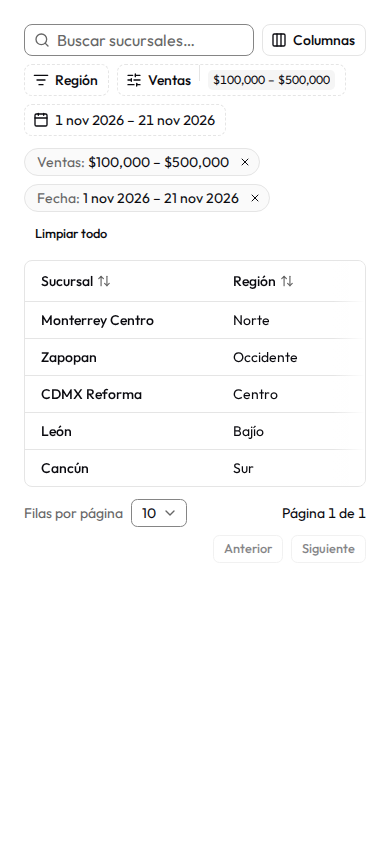 Buscar sucursales... Columnas
Región Ventas $100,000 – $500,000
1 nov 2026 – 21 nov 2026
Ventas: $100,000 – $500,000
Fecha: 1 nov 2026 – 21 nov 2026
Limpiar todo
Sucursal Región
Monterrey Centro Norte
Zapopan Occidente
CDMX Reforma Centro
León Bajío
Cancún Sur
Filas por página 10 Página 1 de 1
Anterior Siguiente